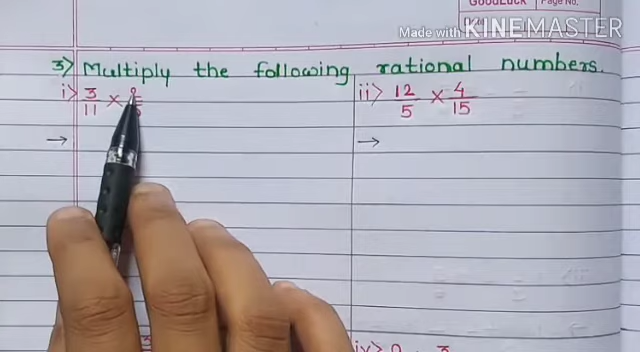 GOODLUCK Page No.
Made with KINEMASTER
3) Multiply the following rational numbers.
i) 3/11 ×
ii) 12/5 × 4/15
→ →
iv)